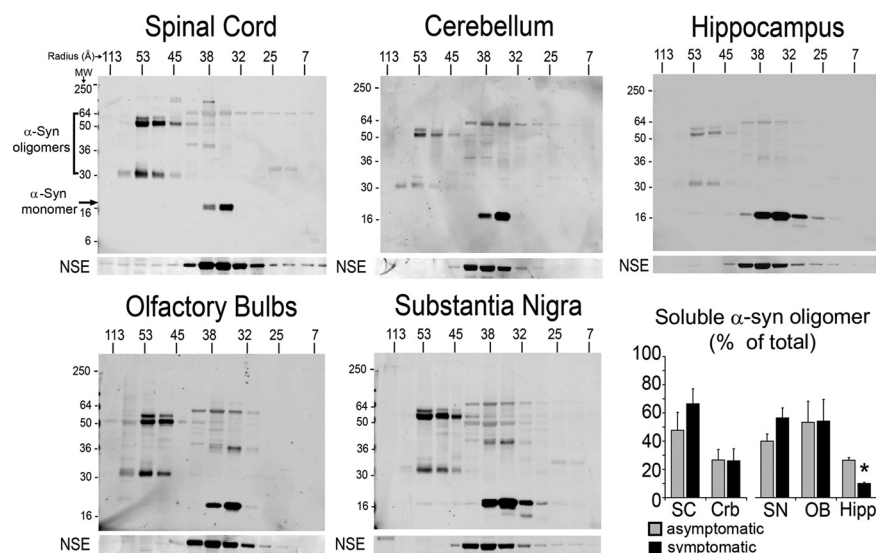 Spinal Cord
Cerebellum
Hippocampus
Radius (Å) 113 53 45 38 32 25 7
113 53 45 38 32 25 7
113 53 45 38 32 25 7
MW
250
64
50
36
30
16
6
α-Syn
oligomers
α-Syn
monomer
250
64
50
36
30
16
250
64
50
36
30
16
NSE
NSE
NSE
Olfactory Bulbs
Substantia Nigra
113 53 45 38 32 25 7
113 53 45 38 32 25 7
250
64
50
36
30
16
250
64
50
36
30
16
NSE
NSE
Soluble α-syn oligomer
(% of total)
100
80
60
40
20
0
*
SC Crb SN OB Hipp
asymptomatic
symptomatic